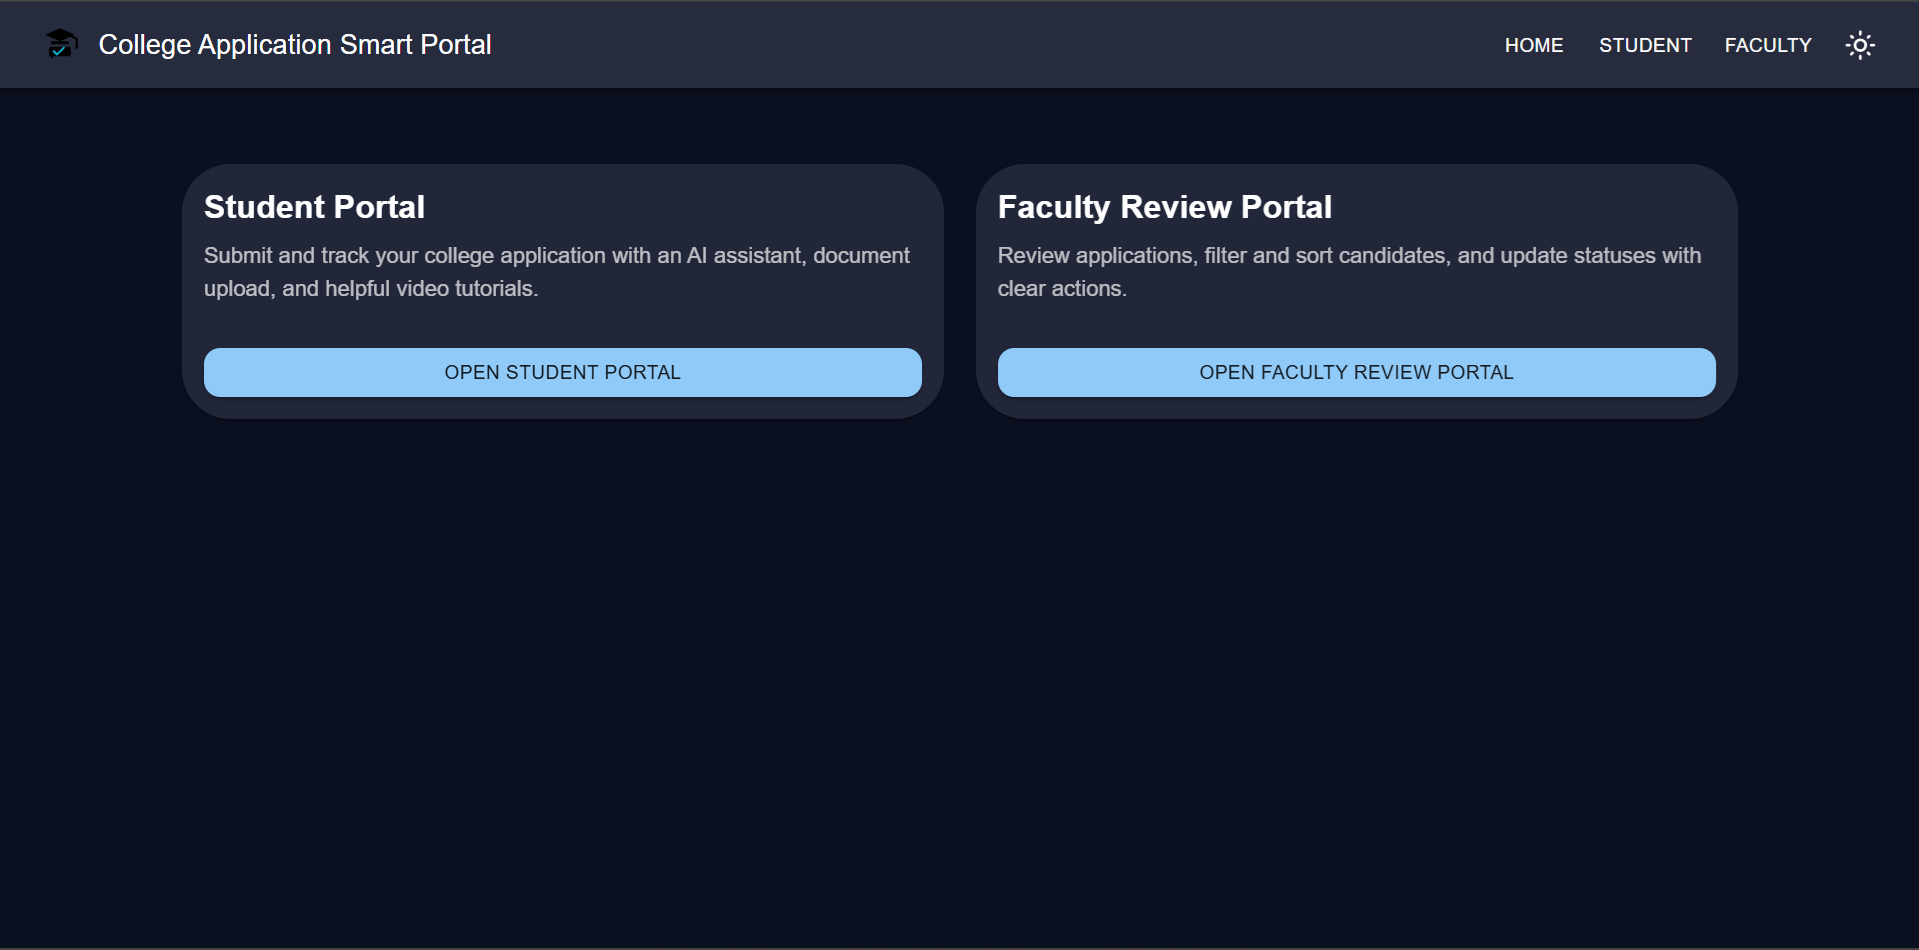 College Application Smart Portal
HOME STUDENT FACULTY
Student Portal
Submit and track your college application with an AI assistant, document
upload, and helpful video tutorials.
OPEN STUDENT PORTAL
Faculty Review Portal
Review applications, filter and sort candidates, and update statuses with
clear actions.
OPEN FACULTY REVIEW PORTAL